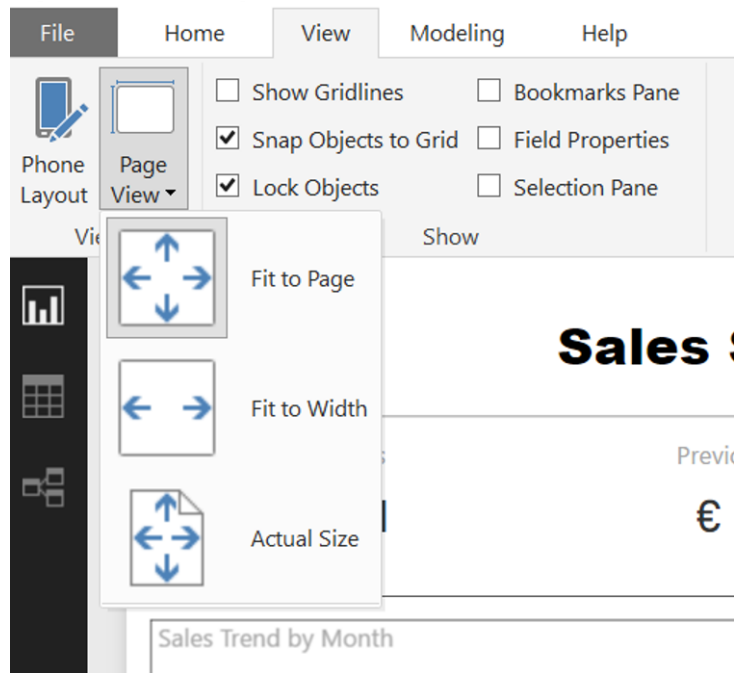 File Home View Modeling Help
Show Gridlines Bookmarks Pane
Snap Objects to Grid Field Properties
Phone Layout
Page View
Lock Objects Selection Pane
Show
Fit to Page
Fit to Width
Actual Size
Sales
€
Sales Trend by Month